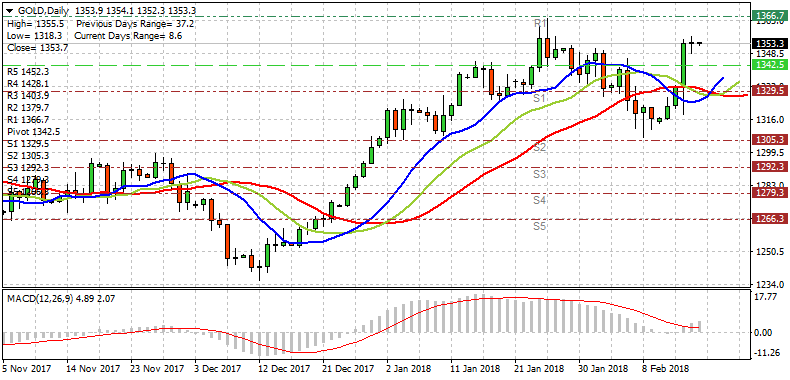 GOLD,Daily 1353.9 1354.1 1352.3 1353.3
High= 1355.5 Previous Days Range= 37.2
Low= 1318.3 Current Days Range= 8.6
Close= 1353.7
R5 1452.3
R4 1428.1
R3 1403.9
R2 1379.7
R1 1366.7
Pivot 1342.5
S1 1329.5
S2 1305.3
S3 1292.3
S4 1279.3
R1
S1
S2
S3
S4
S5
1366.7
1353.3
1348.5
1342.5
1329.5
1316.0
1305.3
1299.5
1292.3
1283.0
1279.3
1266.3
1250.5
1234.0
MACD(12,26,9) 4.89 2.07
17.77
0.00
-11.26
5 Nov 2017
14 Nov 2017
23 Nov 2017
3 Dec 2017
12 Dec 2017
21 Dec 2017
2 Jan 2018
11 Jan 2018
21 Jan 2018
30 Jan 2018
8 Feb 2018